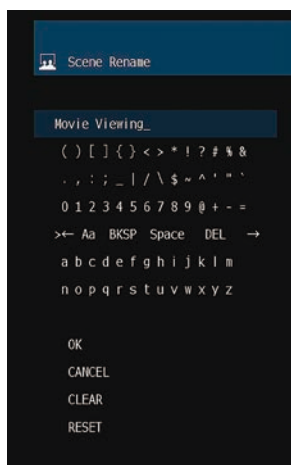 Scene Rename
Movie Viewing_
( ) [ ] { } < > * ! ? # % &
. , : ; _ | / \ $ ~ ^ ' " `
0 1 2 3 4 5 6 7 8 9 @ + - =
>← Aa BKSP Space DEL →
a b c d e f g h i j k l m
n o p q r s t u v w x y z
OK
CANCEL
CLEAR
RESET